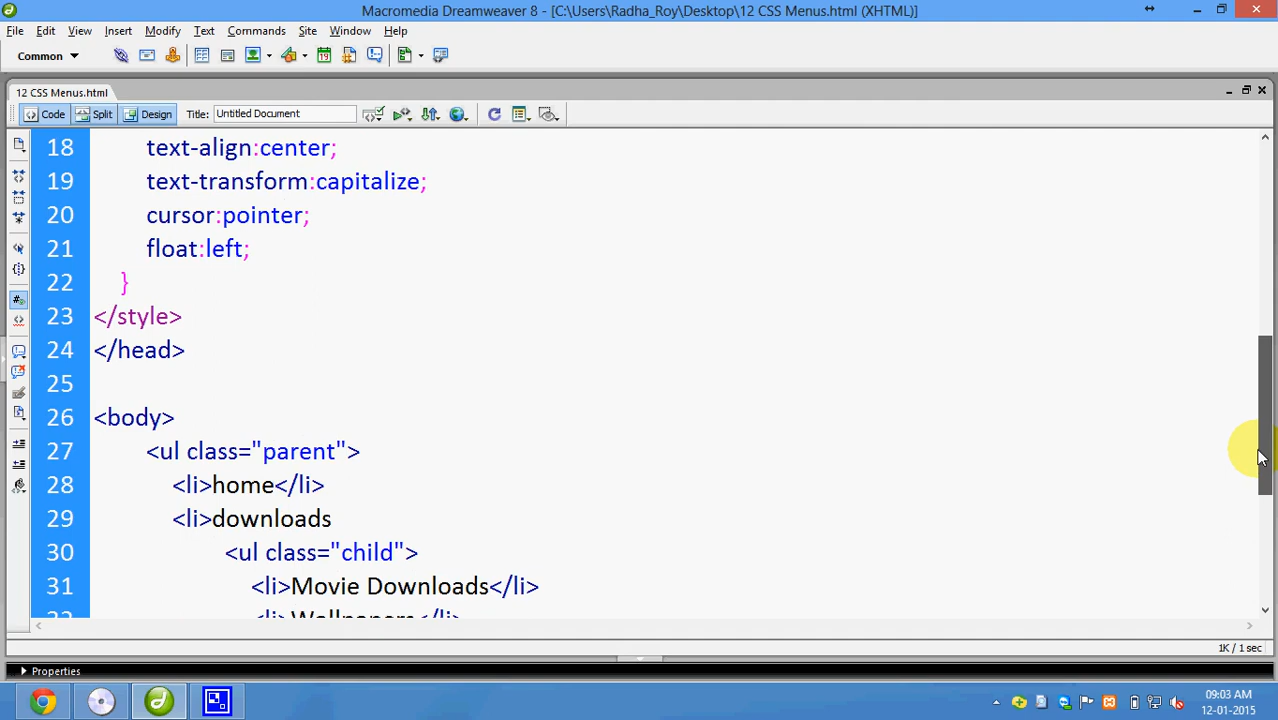 Macromedia Dreamweaver 8 - [C:\Users\Radha_Roy\Desktop\12 CSS Menus.html (XHTML)]
File Edit View Insert Modify Text Commands Site Window Help
Common
12 CSS Menus.html
Code Split Design Title: Untitled Document
18 text-align:center;
19 text-transform:capitalize;
20 cursor:pointer;
21 float:left;
22 }
23 </style>
24 </head>
25
26 <body>
27 <ul class="parent">
28 <li>home</li>
29 <li>downloads
30 <ul class="child">
31 <li>Movie Downloads</li>
32 <li>Wallpapers</li>
1K / 1 sec
Properties
09:03 AM
12-01-2015